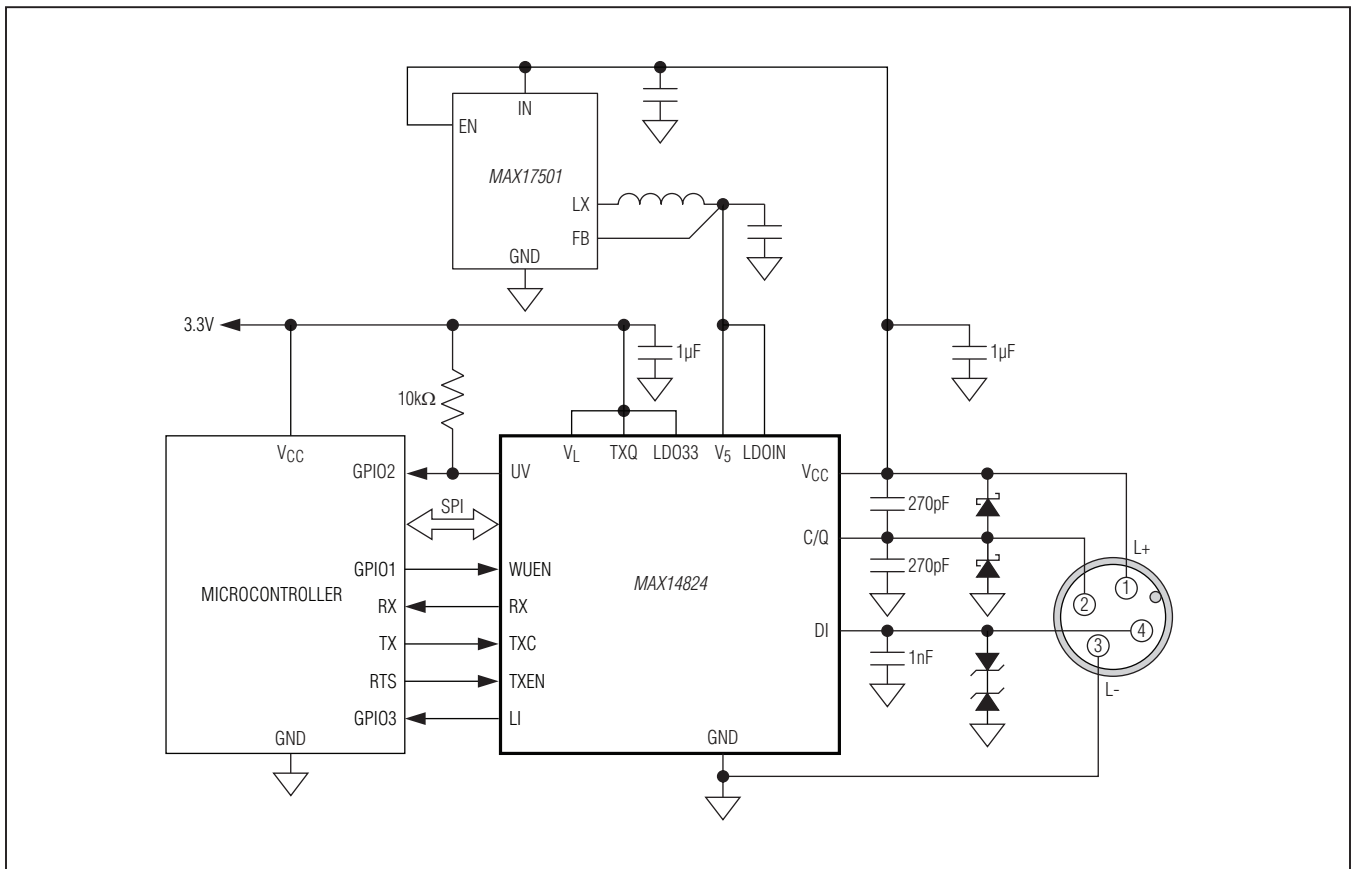 IN
EN
MAX17501
LX
FB
GND
3.3V
1µF
1µF
10kΩ
VCC
VL TXQ LDO33 V5 LDOIN
GPIO2
UV
VCC
SPI
270pF
C/Q
L+
GPIO1
WUEN
MICROCONTROLLER
MAX14824
270pF
1
2
RX
RX
DI
4
TX
TXC
3
1nF
RTS
TXEN
L-
GPIO3
LI
GND
GND